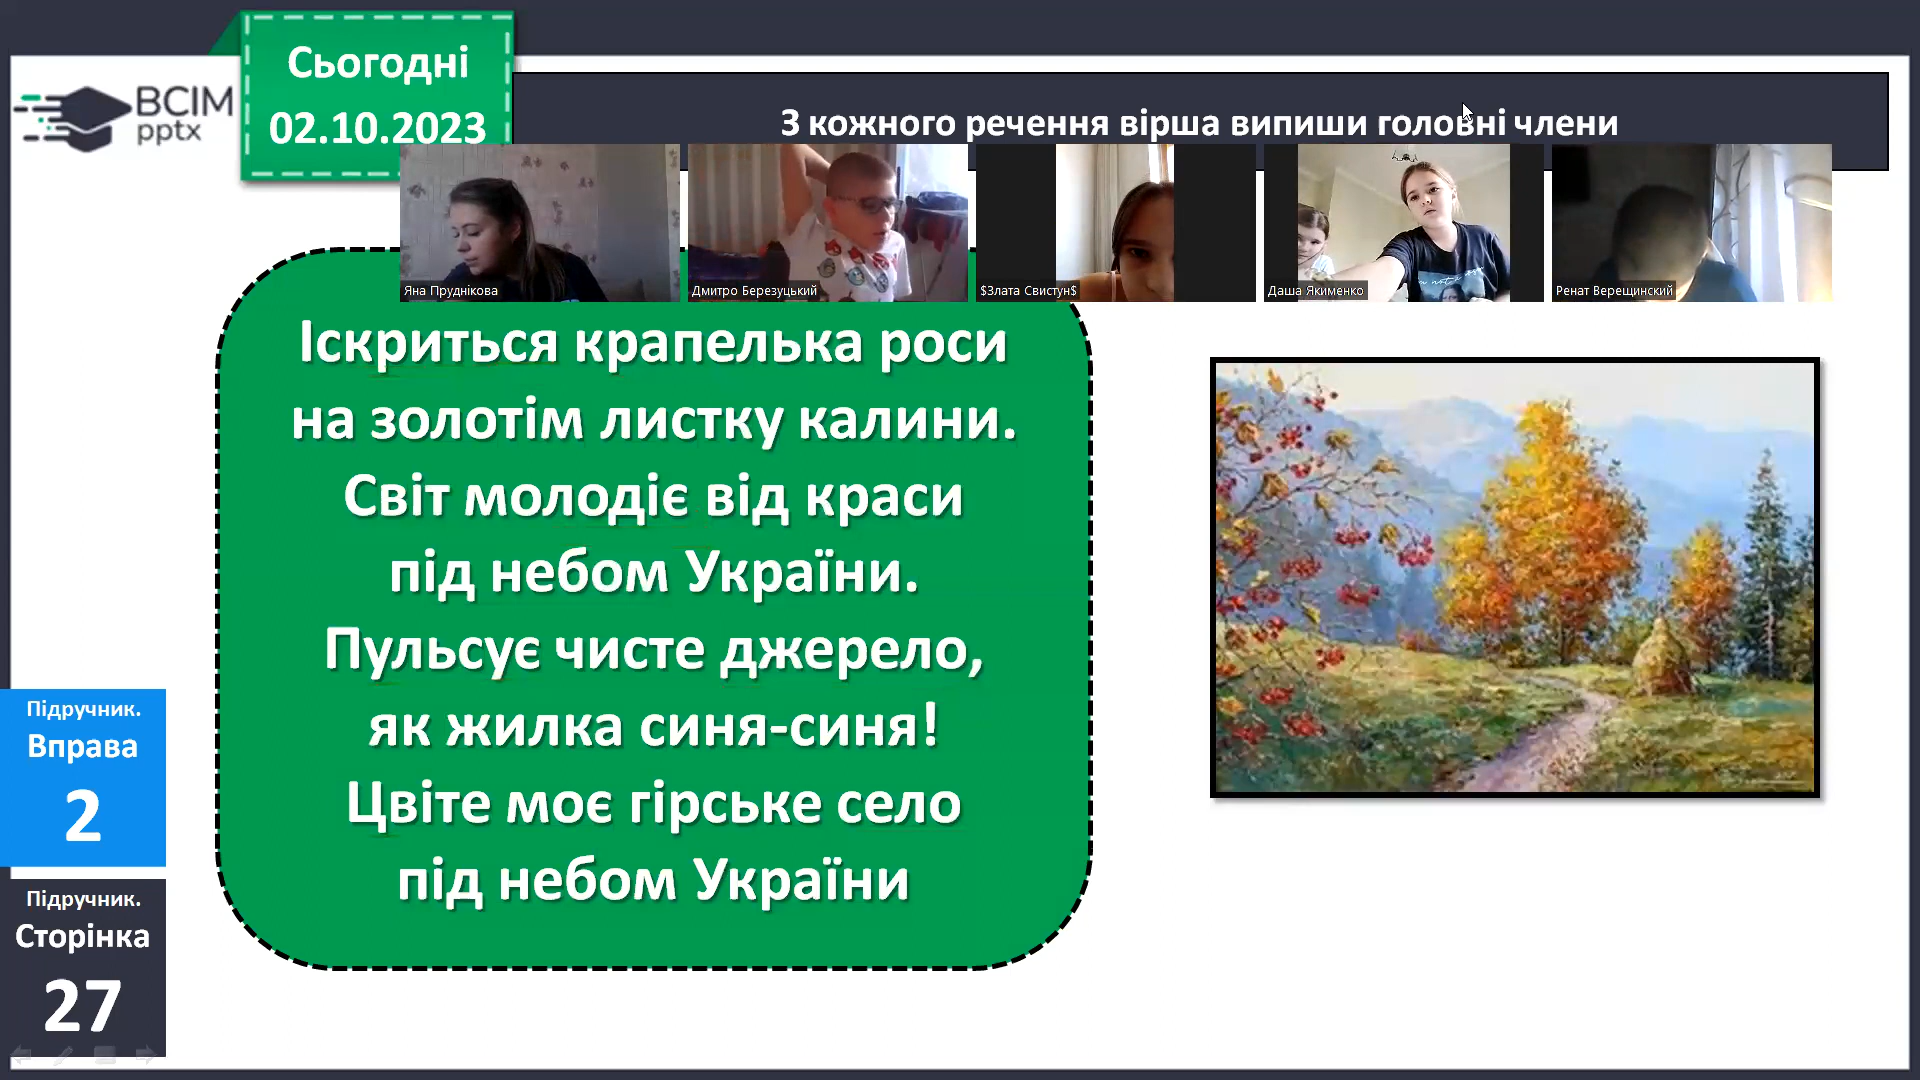 Сьогодні
02.10.2023
ВСІМ
pptx
З кожного речення вірша випиши головні члени
Яна Пруднікова
Дмитро Березуцький
$Злата Свистун$
Даша Якименко
Ренат Верещинский
Іскриться крапелька роси
на золотім листку калини.
Світ молодіє від краси
під небом України.
Пульсує чисте джерело,
як жилка синя-синя!
Цвіте моє гірське село
під небом України
Підручник.
Вправа
2
Підручник.
Сторінка
27